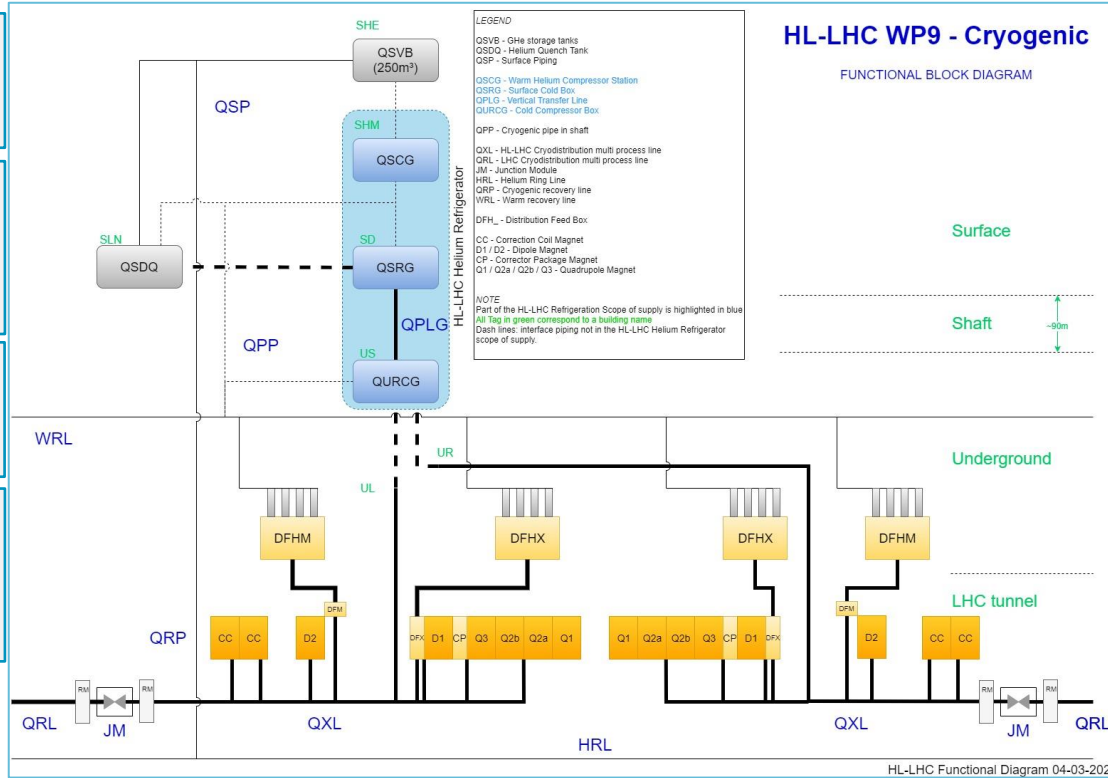 HL-LHC WP9 - Cryogenic
FUNCTIONAL BLOCK DIAGRAM
LEGEND
QSVB - GHe storage tanks
QSDQ - Helium Quench Tank
QSP - Surface Piping
QSCG - Warm Helium Compressor Station
QSRG - Surface Cold Box
QPLG - Vertical Transfer Line
QURCG - Cold Compressor Box
QPP - Cryogenic pipe in shaft
QXL - HL-LHC Cryodistribution multi process line
QRL - LHC Cryodistribution multi process line
JM - Junction Module
HRL - Helium Ring Line
QRP - Cryogenic recovery line
WRL - Warm recovery line
DFH_ - Distribution Feed Box
CC - Correction Coil Magnet
D1 / D2 - Dipole Magnet
CP - Corrector Package Magnet
Q1 / Q2a / Q2b / Q3 - Quadrupole Magnet
NOTE
Part of the HL-LHC Refrigeration Scope of supply is highlighted in blue
All Tag in green correspond to a building name
Dash lines: interface piping not in the HL-LHC Helium Refrigerator
scope of supply.
SHE
QSVB
(250m³)
QSP
SHM
QSCG
HL-LHC Helium Refrigerator
SLN
QSDQ
SD
QSRG
QPLG
QPP
US
QURCG
Surface
Shaft
~90m
WRL
UR
UL
Underground
DFHM
DFHX
DFHX
DFHM
LHC tunnel
QRP
CC CC
D2
DFM
DFX D1 CP Q3 Q2b Q2a Q1
Q1 Q2a Q2b Q3 CP D1 DFX
DFM
D2
CC CC
RM
RM
RM
RM
QRL
JM
QXL
QXL
JM
QRL
HRL
HL-LHC Functional Diagram 04-03-202